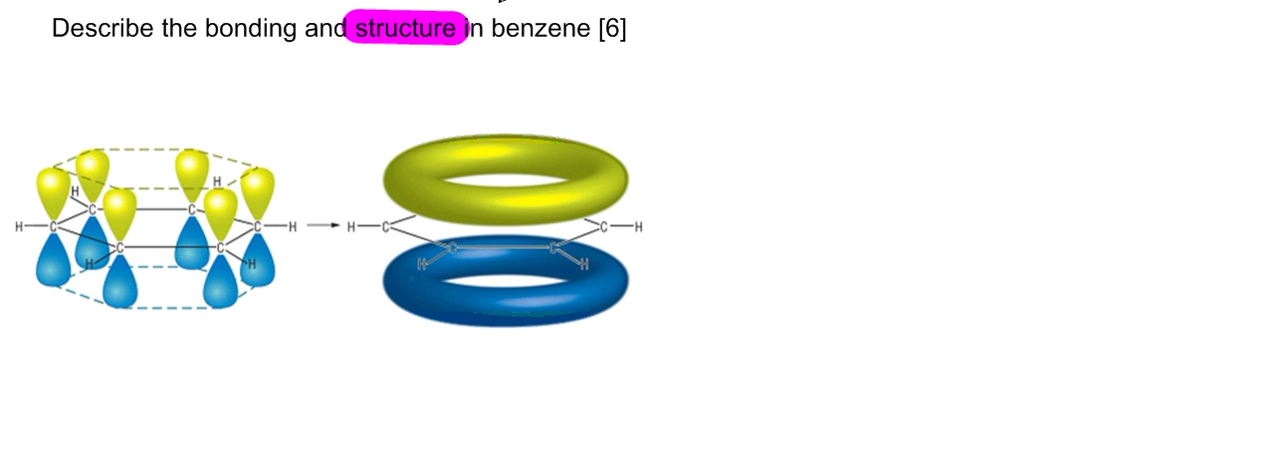 Describe the bonding and structure in benzene [6]
H H
H C C C C C C H H C C H
H H C C
H H